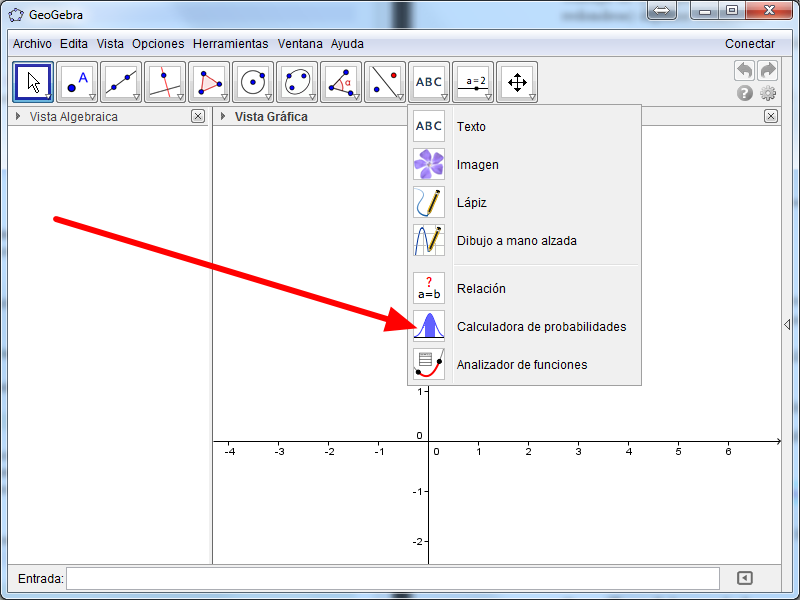 GeoGebra
Archivo Edita Vista Opciones Herramientas Ventana Ayuda Conectar
A α ABC a=2
Vista Algebraica
Vista Gráfica
ABC Texto
Imagen
Lápiz
Dibujo a mano alzada
? a=b Relación
Calculadora de probabilidades
Analizador de funciones
1
0
-4 -3 -2 -1 0 1 2 3 4 5 6
-1
-2
Entrada: